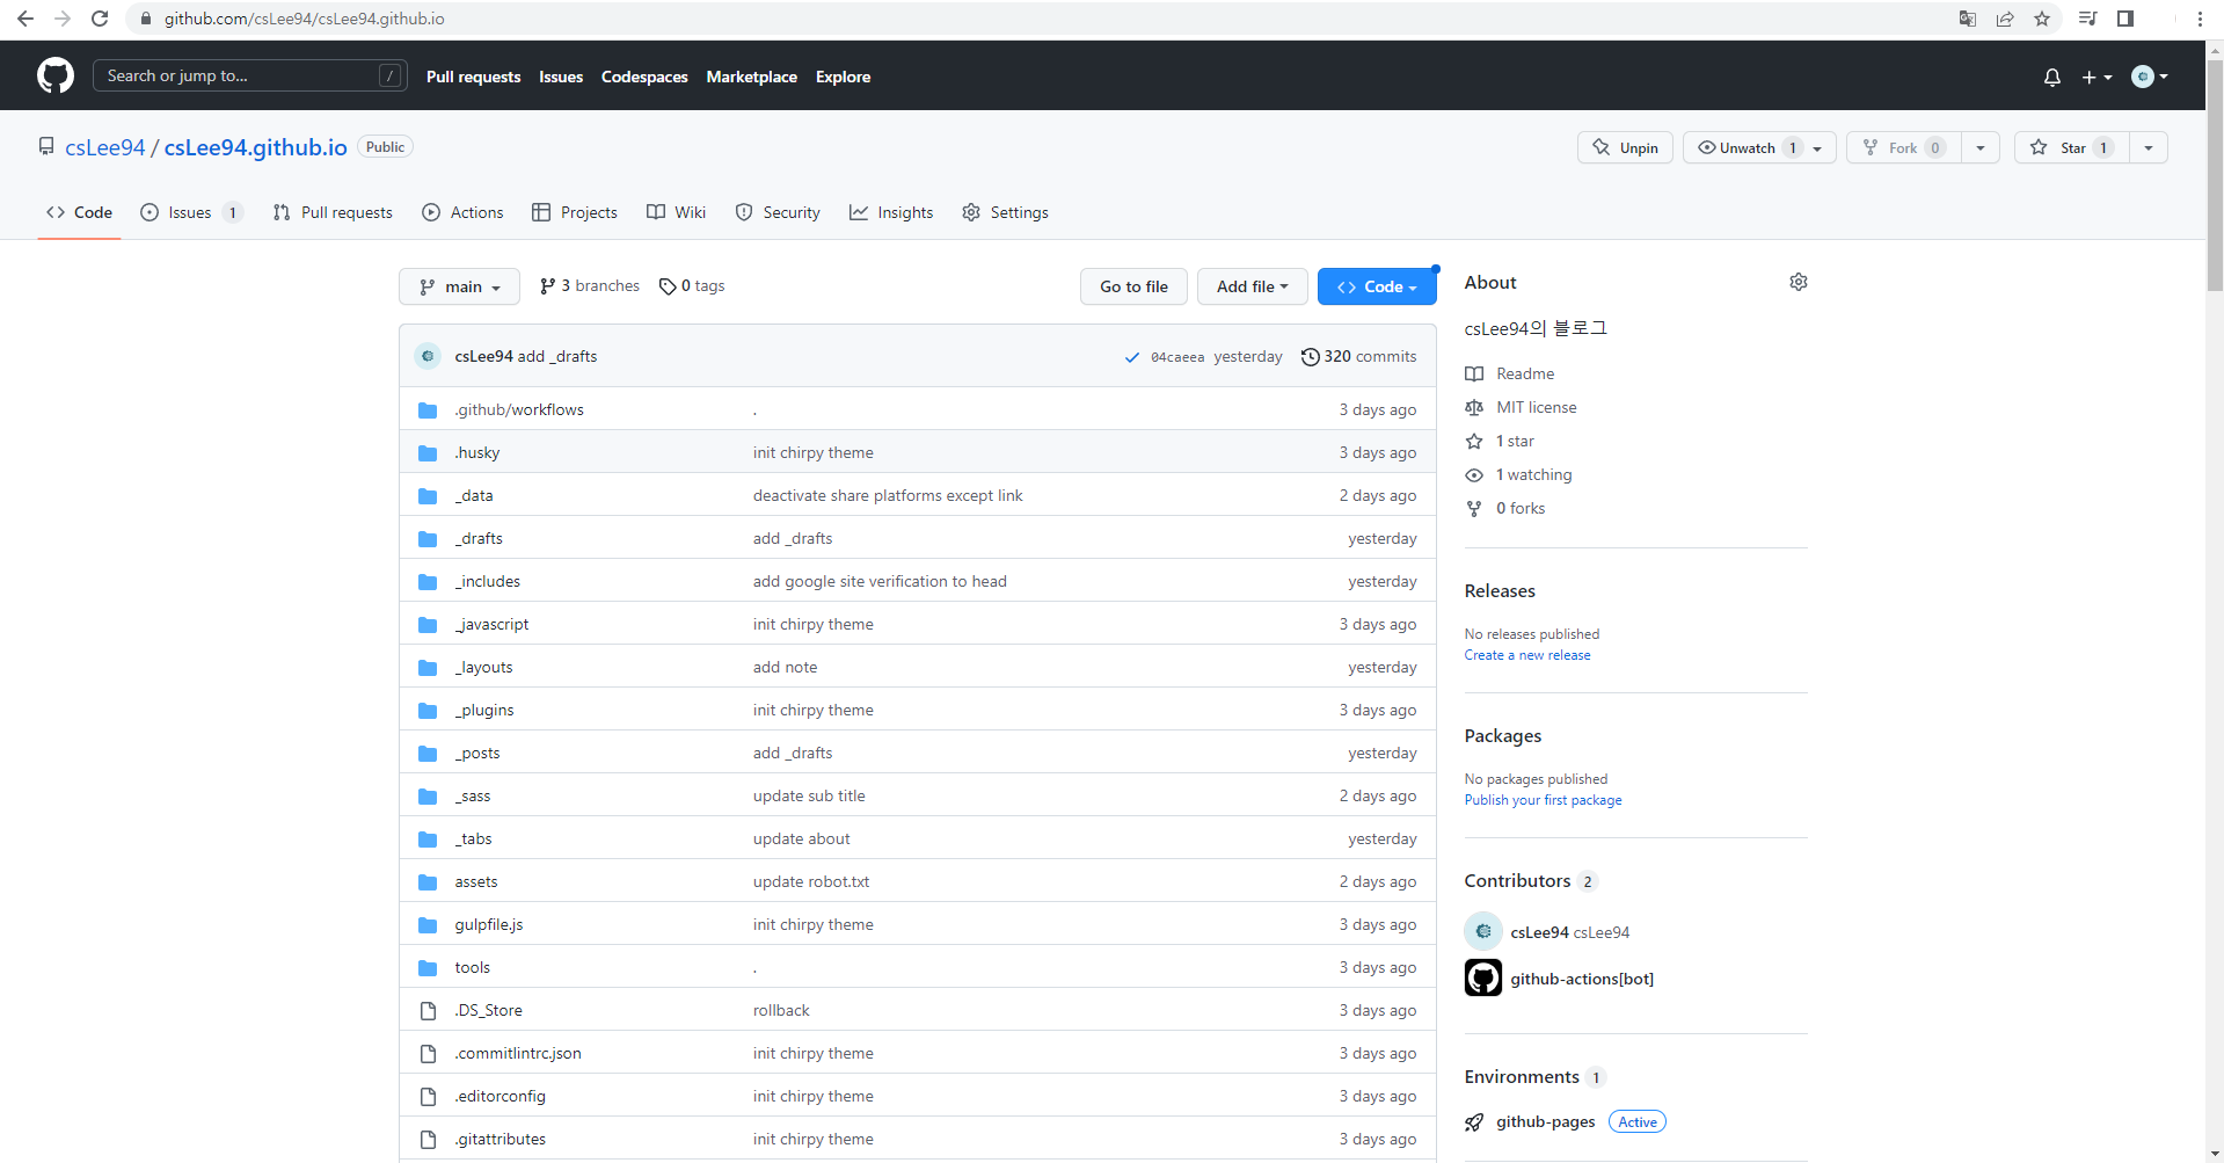 github.com/csLee94/csLee94.github.io
Search or jump to... /
Pull requests Issues Codespaces Marketplace Explore
csLee94 / csLee94.github.io Public
Unpin Unwatch 1 Fork 0 Star 1
Code Issues 1 Pull requests Actions Projects Wiki Security Insights Settings
main 3 branches 0 tags Go to file Add file Code
csLee94 add _drafts 04caeea yesterday 320 commits
.github/workflows . 3 days ago
.husky init chirpy theme 3 days ago
_data deactivate share platforms except link 2 days ago
_drafts add _drafts yesterday
_includes add google site verification to head yesterday
_javascript init chirpy theme 3 days ago
_layouts add note yesterday
_plugins init chirpy theme 3 days ago
_posts add _drafts yesterday
_sass update sub title 2 days ago
_tabs update about yesterday
assets update robot.txt 2 days ago
gulpfile.js init chirpy theme 3 days ago
tools . 3 days ago
.DS_Store rollback 3 days ago
.commitlintrc.json init chirpy theme 3 days ago
.editorconfig init chirpy theme 3 days ago
.gitattributes init chirpy theme 3 days ago
About
csLee94의 블로그
Readme
MIT license
1 star
1 watching
0 forks
Releases
No releases published
Create a new release
Packages
No packages published
Publish your first package
Contributors 2
csLee94 csLee94
github-actions[bot]
Environments 1
github-pages Active